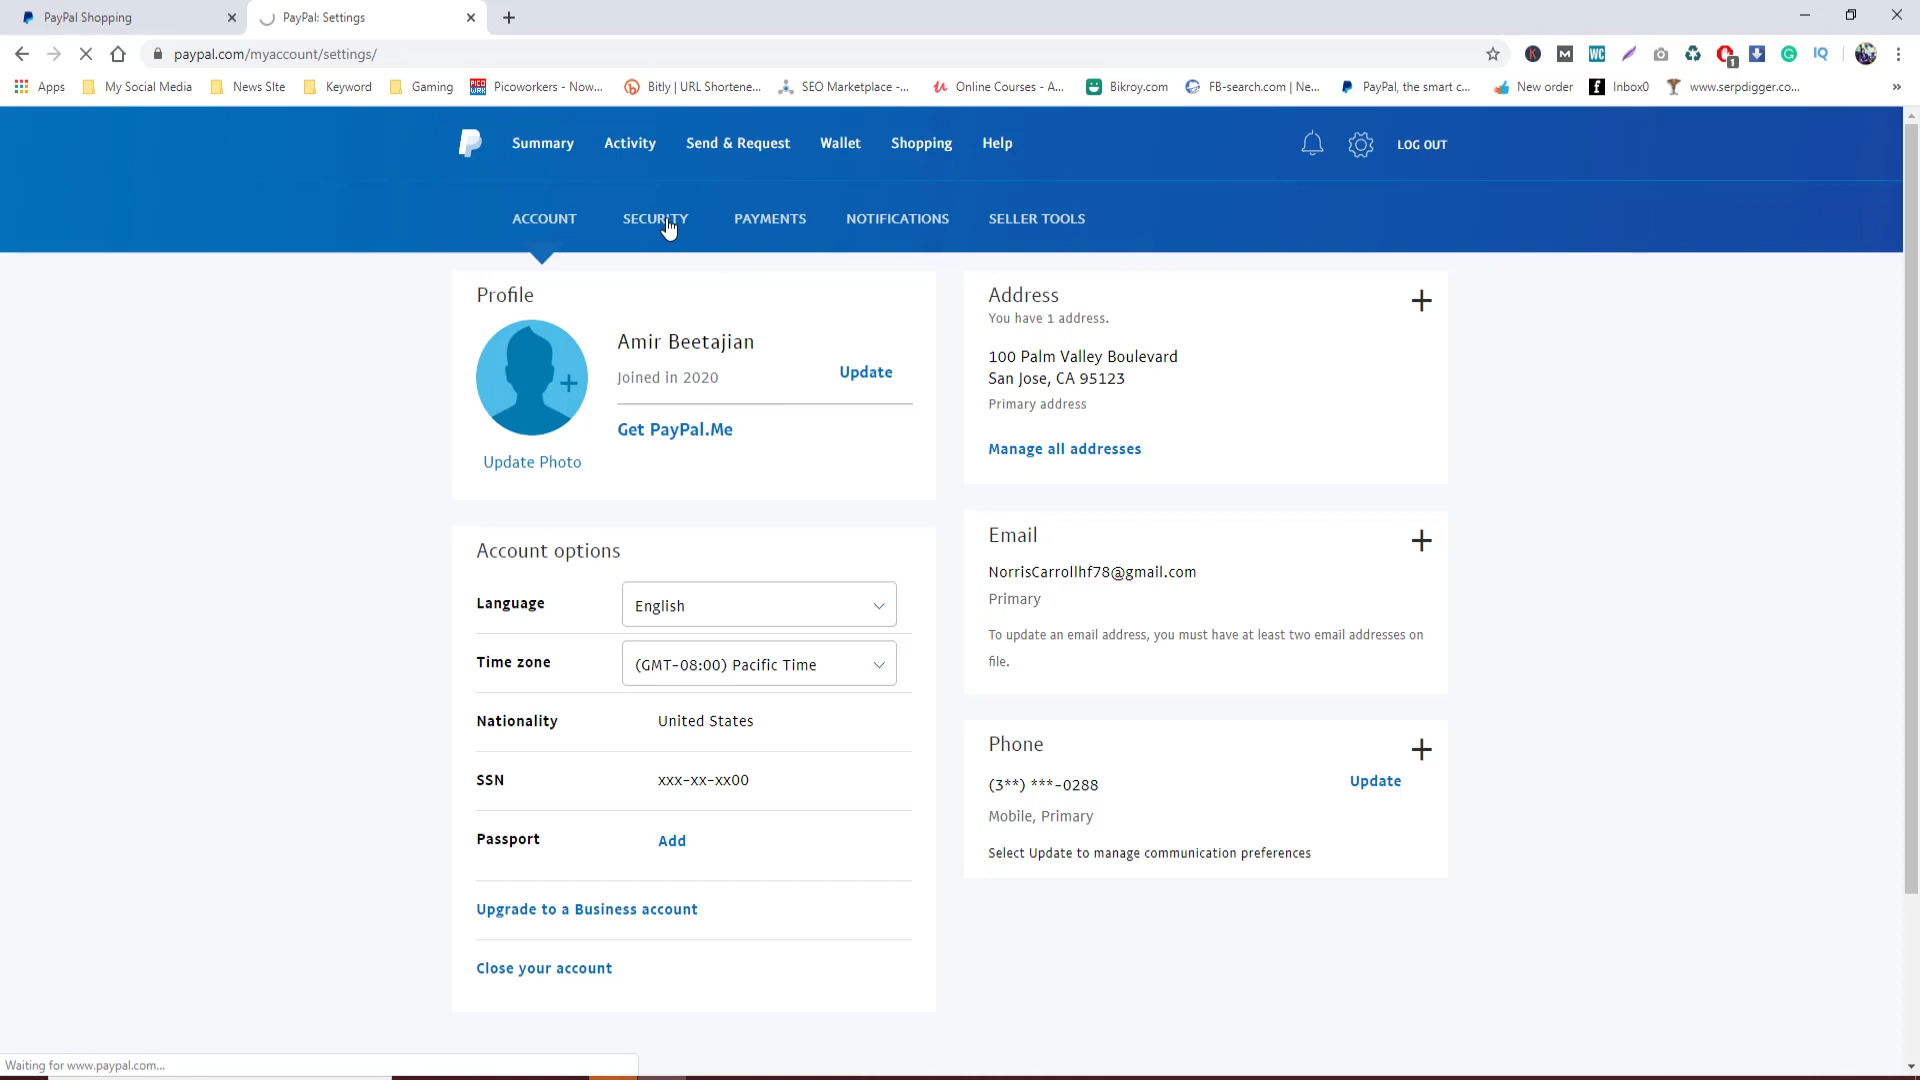 PayPal Shopping
PayPal: Settings
paypal.com/myaccount/settings/
Apps
My Social Media
News SIte
Keyword
Gaming
Picoworkers - Now...
Bitly | URL Shortene...
SEO Marketplace -...
Online Courses - A...
Bikroy.com
FB-search.com | Ne...
PayPal, the smart c...
New order
Inbox0
www.serpdigger.co...
Summary
Activity
Send & Request
Wallet
Shopping
Help
LOG OUT
ACCOUNT
SECURITY
PAYMENTS
NOTIFICATIONS
SELLER TOOLS
Profile
Amir Beetajian
Joined in 2020
Update
Get PayPal.Me
Update Photo
Account options
Language
English
Time zone
(GMT-08:00) Pacific Time
Nationality
United States
SSN
xxx-xx-xx00
Passport
Add
Upgrade to a Business account
Close your account
Address
You have 1 address.
100 Palm Valley Boulevard
San Jose, CA 95123
Primary address
Manage all addresses
Email
NorrisCarrollhf78@gmail.com
Primary
To update an email address, you must have at least two email addresses on
file.
Phone
(3**) ***-0288
Update
Mobile, Primary
Select Update to manage communication preferences
Waiting for www.paypal.com...